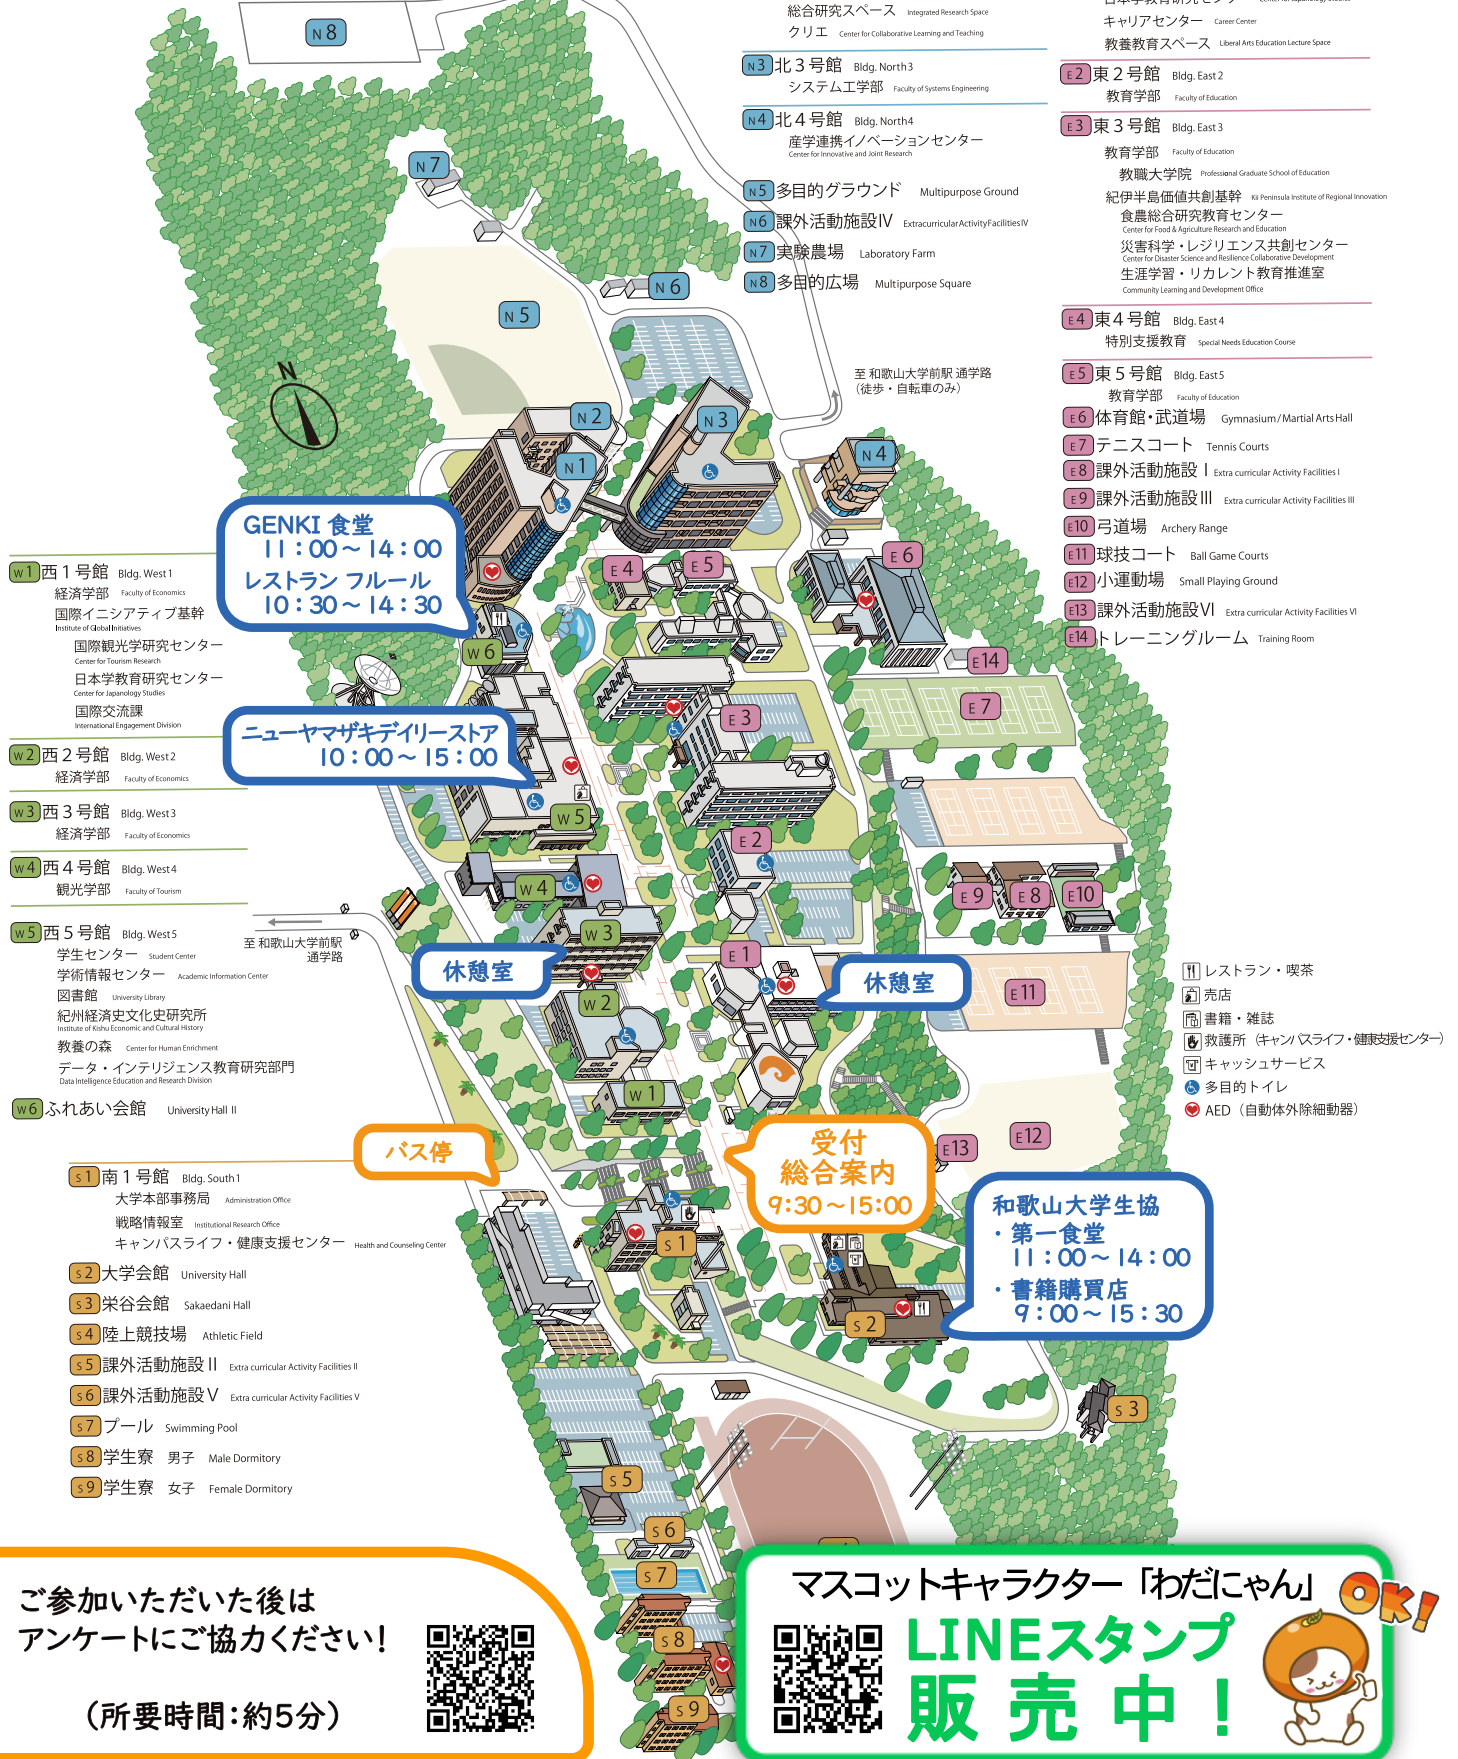 総合研究スペース Integrated Research Space
クリエ Center for Collaborative Learning and Teaching
N3 北3号館 Bldg. North3
システム工学部 Faculty of Systems Engineering
N4 北4号館 Bldg. North4
産学連携イノベーションセンター
Center for Innovative and Joint Research
N5 多目的グラウンド Multipurpose Ground
N6 課外活動施設Ⅳ Extracurricular Activity Facilities Ⅳ
N7 実験農場 Laboratory Farm
N8 多目的広場 Multipurpose Square
キャリアセンター Career Center
教養教育スペース Liberal Arts Education Lecture Space
E2 東2号館 Bldg. East2
教育学部 Faculty of Education
E3 東3号館 Bldg. East3
教育学部 Faculty of Education
教職大学院 Professional Graduate School of Education
紀伊半島価値共創基幹 Kii Peninsula Institute of Regional Innovation
食農総合研究教育センター
Center for Food & Agriculture Research and Education
災害科学・レジリエンス共創センター
Center for Disaster Science and Resilience Collaborative Development
生涯学習・リカレント教育推進室
Community Learning and Development Office
E4 東4号館 Bldg. East4
特別支援教育 Special Needs Education Course
E5 東5号館 Bldg. East5
教育学部 Faculty of Education
E6 体育館・武道場 Gymnasium/Martial Arts Hall
E7 テニスコート Tennis Courts
E8 課外活動施設Ⅰ Extra curricular Activity Facilities Ⅰ
E9 課外活動施設Ⅲ Extra curricular Activity Facilities Ⅲ
E10 弓道場 Archery Range
E11 球技コート Ball Game Courts
E12 小運動場 Small Playing Ground
E13 課外活動施設Ⅵ Extra curricular Activity Facilities Ⅵ
E14 トレーニングルーム Training Room
N8
N7
N6
N5
N
至 和歌山大学前駅 通学路
(徒歩・自転車のみ)
N2
N3
N1
N4
GENKI 食堂
11:00~14:00
レストラン フルール
10:30~14:30
E4
E5
E6
W6
E14
E7
E3
ニューヤマザキデイリーストア
10:00~15:00
W5
E2
W4
E9
E8
E10
W3
休憩室
E1
休憩室
E11
W2
W1
E12
E13
W1 西1号館 Bldg. West1
経済学部 Faculty of Economics
国際イニシアティブ基幹
Institute of Global Initiatives
国際観光学研究センター
Center for Tourism Research
日本学教育研究センター
Center for Japanology Studies
国際交流課
International Engagement Division
W2 西2号館 Bldg. West2
経済学部 Faculty of Economics
W3 西3号館 Bldg. West3
経済学部 Faculty of Economics
W4 西4号館 Bldg. West4
観光学部 Faculty of Tourism
W5 西5号館 Bldg. West5
学生センター Student Center
学術情報センター Academic Information Center
図書館 University Library
紀州経済史文化史研究所
Institute of Kishu Economic and Cultural History
教養の森 Center for Human Enrichment
データ・インテリジェンス教育研究部門
Data Intelligence Education and Research Division
W6 ふれあい会館 University Hall Ⅱ
至 和歌山大学前駅
通学路
レストラン・喫茶
売店
書籍・雑誌
救護所 (キャンパスライフ・健康支援センター)
キャッシュサービス
多目的トイレ
AED (自動体外除細動器)
S1 南1号館 Bldg. South1
大学本部事務局 Administration Office
戦略情報室 Institutional Research Office
キャンパスライフ・健康支援センター Health and Counseling Center
S2 大学会館 University Hall
S3 栄谷会館 Sakaedani Hall
S4 陸上競技場 Athletic Field
S5 課外活動施設Ⅱ Extra curricular Activity Facilities Ⅱ
S6 課外活動施設Ⅴ Extra curricular Activity Facilities Ⅴ
S7 プール Swimming Pool
S8 学生寮 男子 Male Dormitory
S9 学生寮 女子 Female Dormitory
バス停
受付
総合案内
9:30~15:00
和歌山大学生協
・第一食堂
11:00~14:00
・書籍購買店
9:00~15:30
S1
S2
S3
S5
S6
S7
S8
S9
ご参加いただいた後は
アンケートにご協力ください!
(所要時間:約5分)
マスコットキャラクター「わだにゃん」
LINEスタンプ
販売中!
OK!